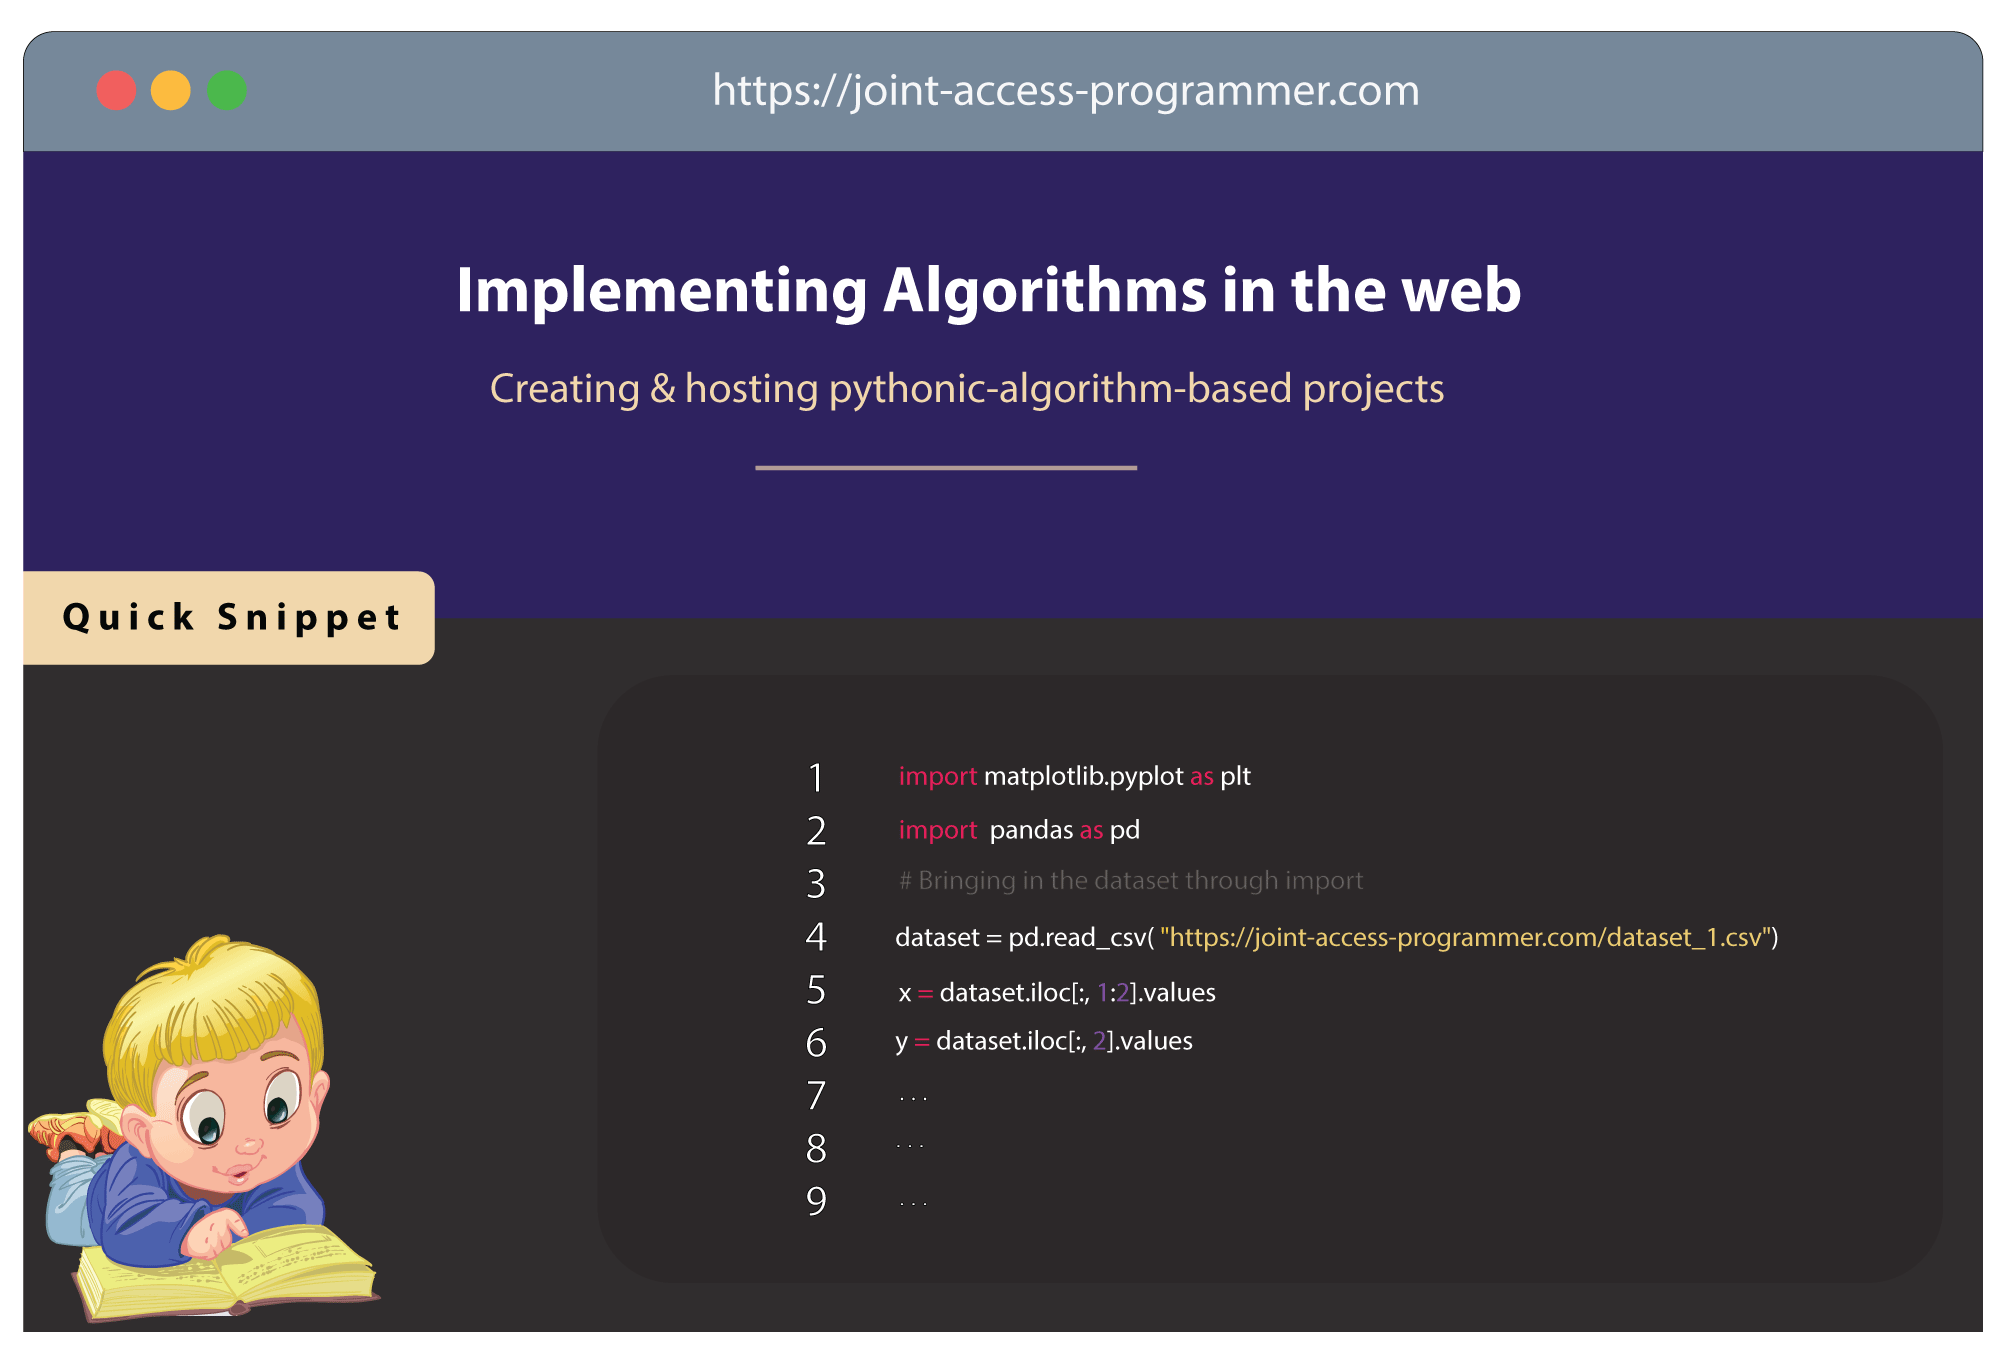 https://joint-access-programmer.com
Implementing Algorithms in the web
Creating & hosting pythonic-algorithm-based projects
Quick Snippet
1 import matplotlib.pyplot as plt
2 import  pandas as pd
3 # Bringing in the dataset through import
4 dataset = pd.read_csv( "https://joint-access-programmer.com/dataset_1.csv")
5 x = dataset.iloc[:, 1:2].values
6 y = dataset.iloc[:, 2].values
7 . . .
8 . . .
9 . . .